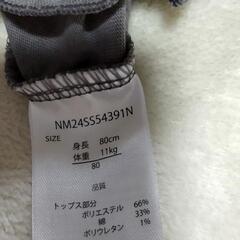 NM24SS54391N
SIZE
身長 80cm
体重 11kg
80
品質
トップス部分
ポリエステル 66%
綿 33%
ポリウレタン 1%